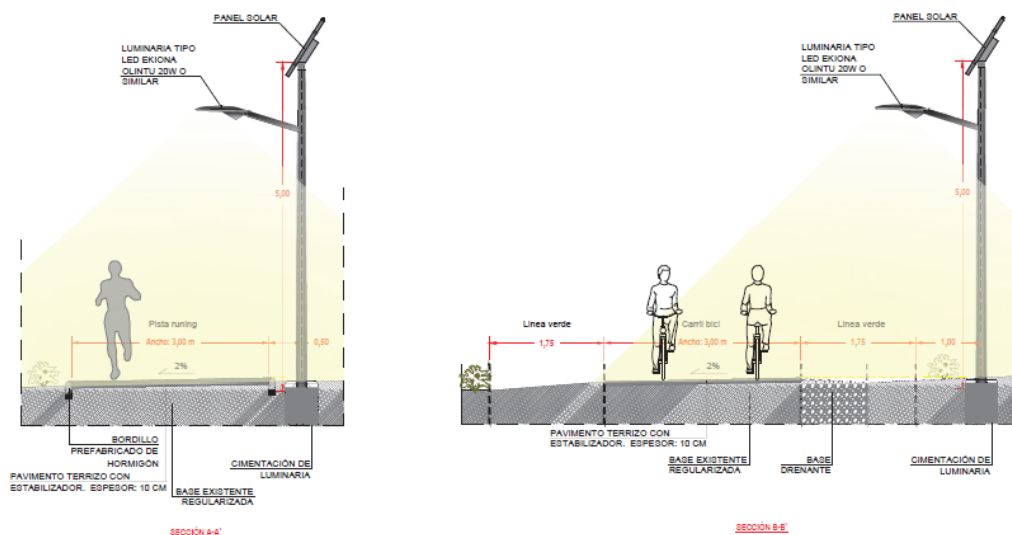 PANEL SOLAR
LUMINARIA TIPO
LED EKIONA
OLINTU 20W O
SIMILAR
5,00
Pista runing
Ancho: 3,00 m
0,50
2%
BORDILLO
PREFABRICADO DE
HORMIGÓN
PAVIMENTO TERRIZO CON
ESTABILIZADOR. ESPESOR: 10 CM
BASE EXISTENTE
REGULARIZADA
CIMENTACIÓN DE
LUMINARIA
SECCIÓN A-A'
PANEL SOLAR
LUMINARIA TIPO
LED EKIONA
OLINTU 20W O
SIMILAR
5,00
Linea verde
Carril bici
Linea verde
1,75
Ancho: 3,00 m
1,75
1,00
2%
PAVIMENTO TERRIZO CON
ESTABILIZADOR. ESPESOR: 10 CM
BASE EXISTENTE
REGULARIZADA
BASE
DRENANTE
CIMENTACIÓN DE
LUMINARIA
SECCIÓN B-B'